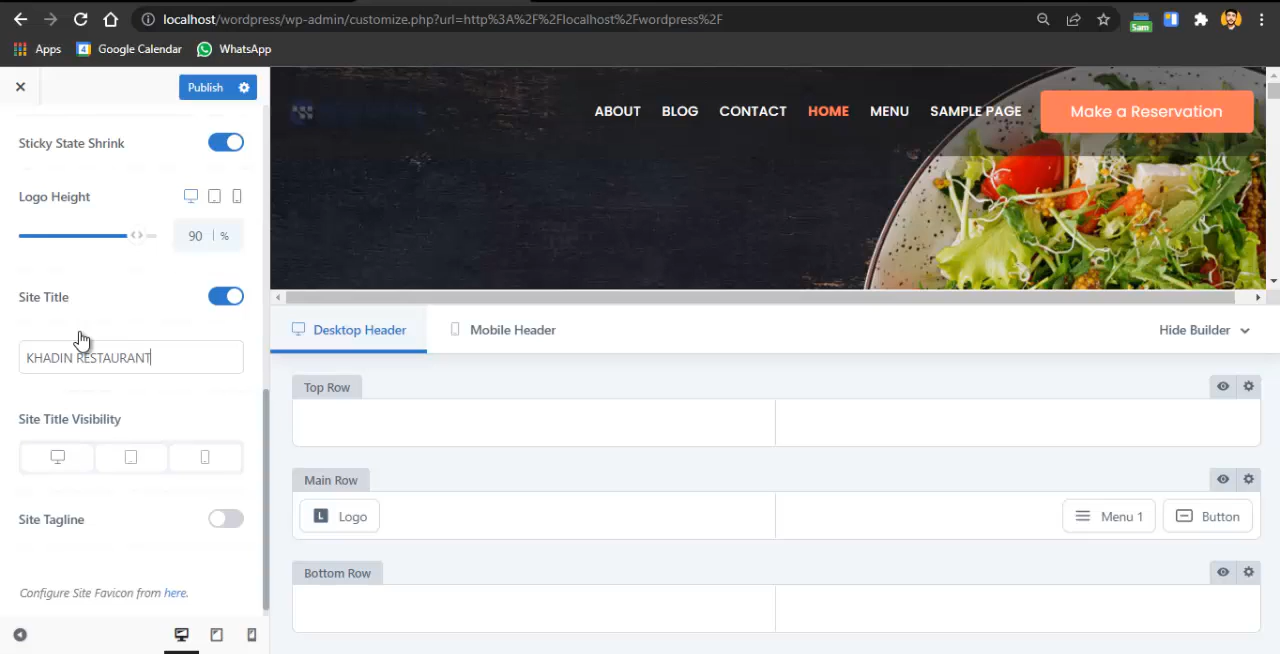 localhost/wordpress/wp-admin/customize.php?url=http%3A%2F%2Flocalhost%2Fwordpress%2F
Sam
Apps Google Calendar WhatsApp
4
Publish
Sticky State Shrink
Logo Height
90 | %
Site Title
KHADIN RESTAURANT
Site Title Visibility
Site Tagline
Configure Site Favicon from here.
ABOUT BLOG CONTACT HOME MENU SAMPLE PAGE Make a Reservation
Desktop Header Mobile Header Hide Builder
Top Row
Main Row
L Logo Menu 1 Button
Bottom Row